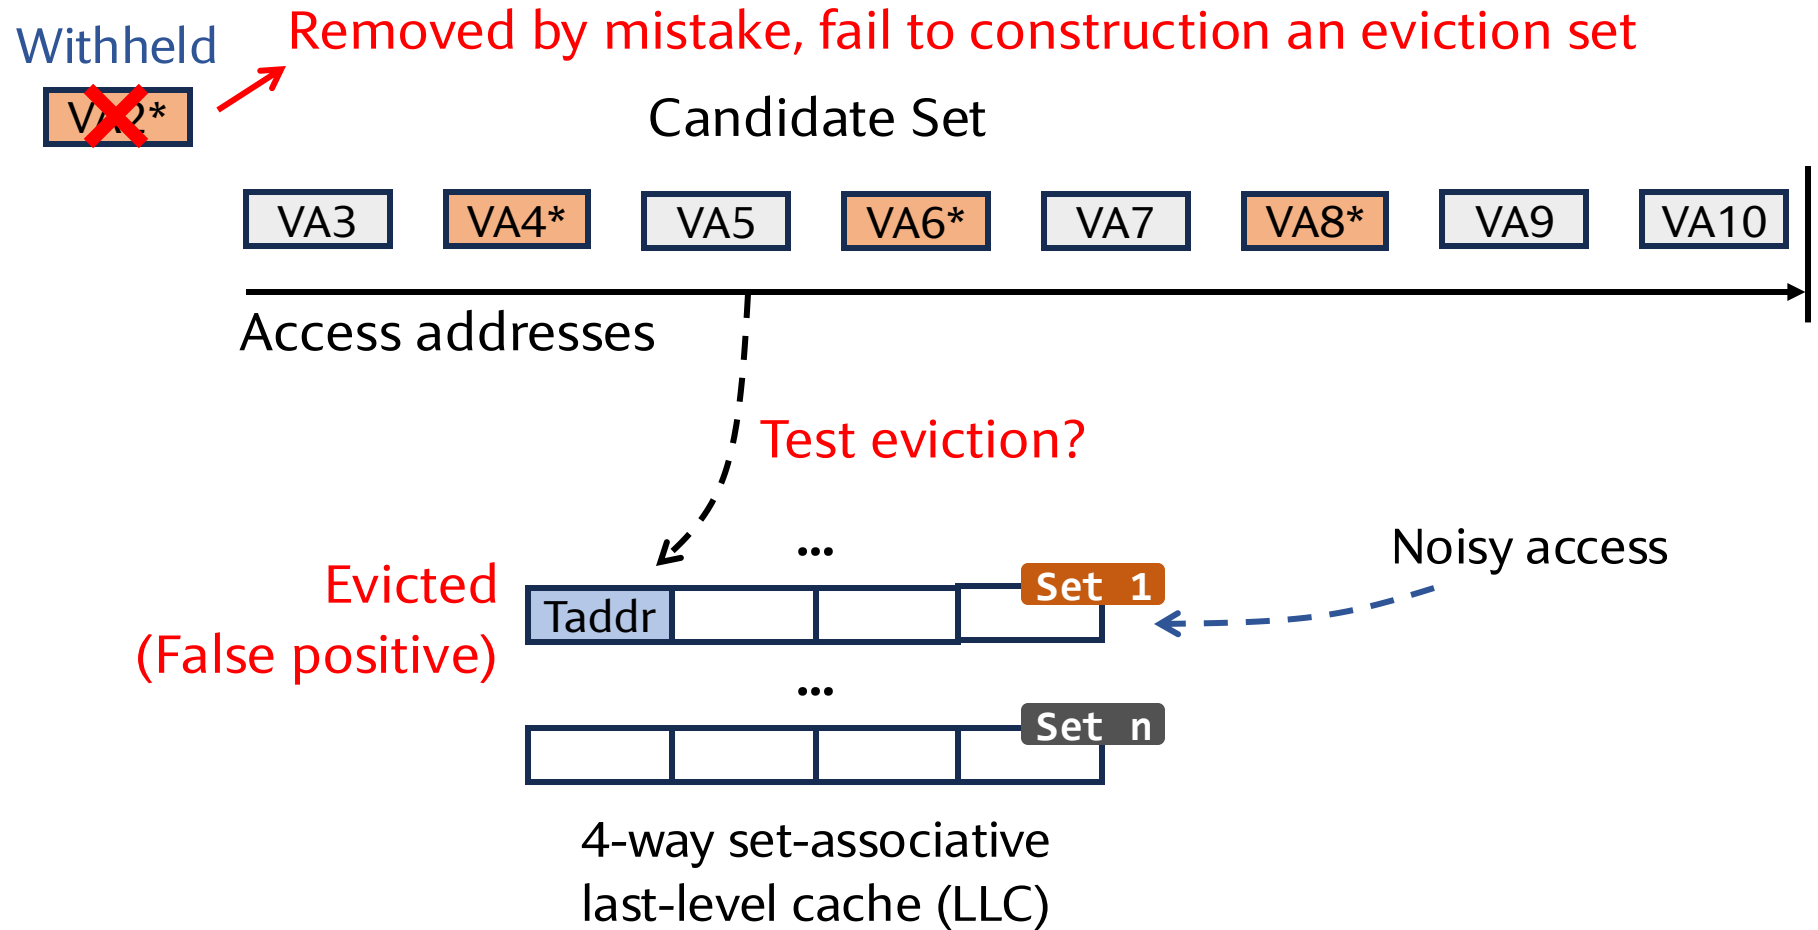 Withheld
Removed by mistake, fail to construction an eviction set
VA2*
Candidate Set
VA3 VA4* VA5 VA6* VA7 VA8* VA9 VA10
Access addresses
Test eviction?
...
Noisy access
Evicted
(False positive)
Taddr
Set 1
...
Set n
4-way set-associative
last-level cache (LLC)